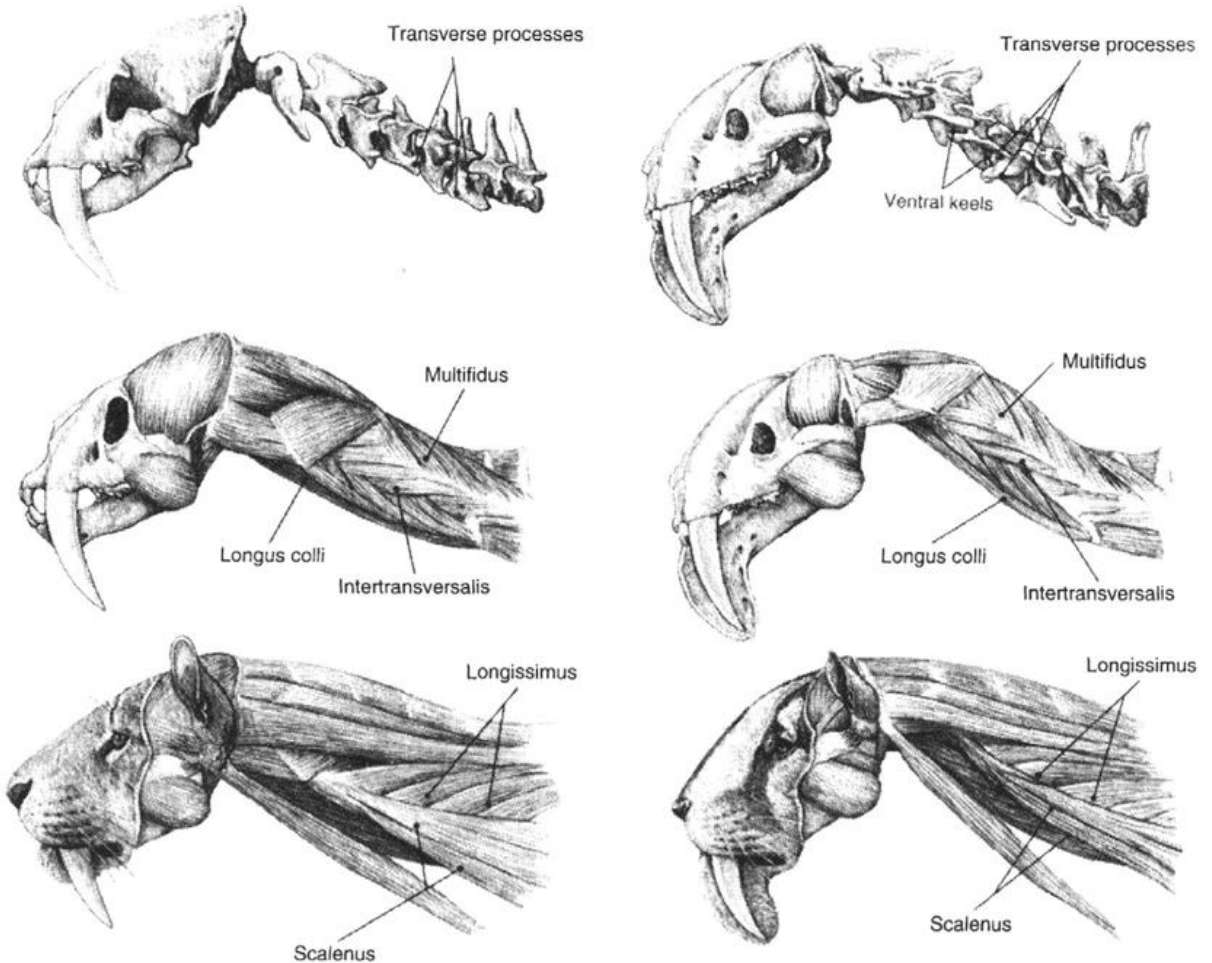 Transverse processes
Transverse processes
Ventral keels
Multifidus
Multifidus
Longus colli
Intertransversalis
Longus colli
Intertransversalis
Longissimus
Longissimus
Scalenus
Scalenus